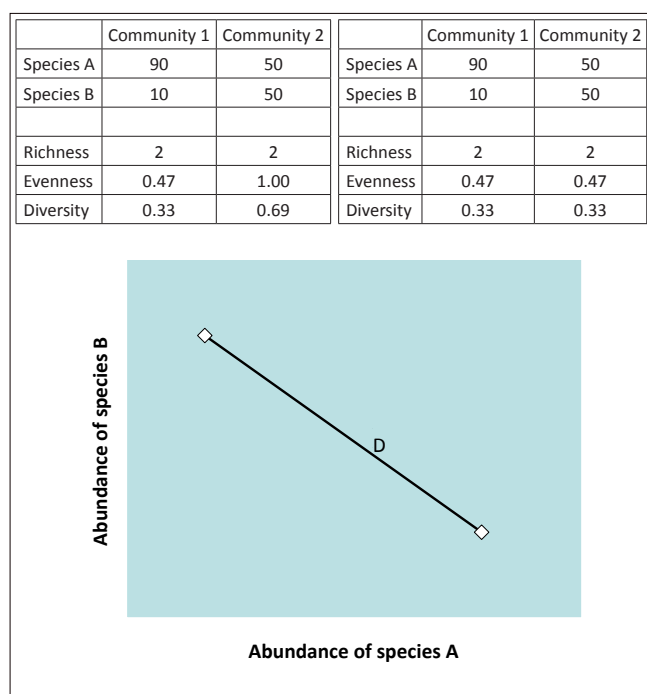 Community 1 Community 2
Species A 90 50
Species B 10 50
Richness 2 2
Evenness 0.47 1.00
Diversity 0.33 0.69
Community 1 Community 2
Species A 90 50
Species B 10 50
Richness 2 2
Evenness 0.47 0.47
Diversity 0.33 0.33
Abundance of species B
D
Abundance of species A